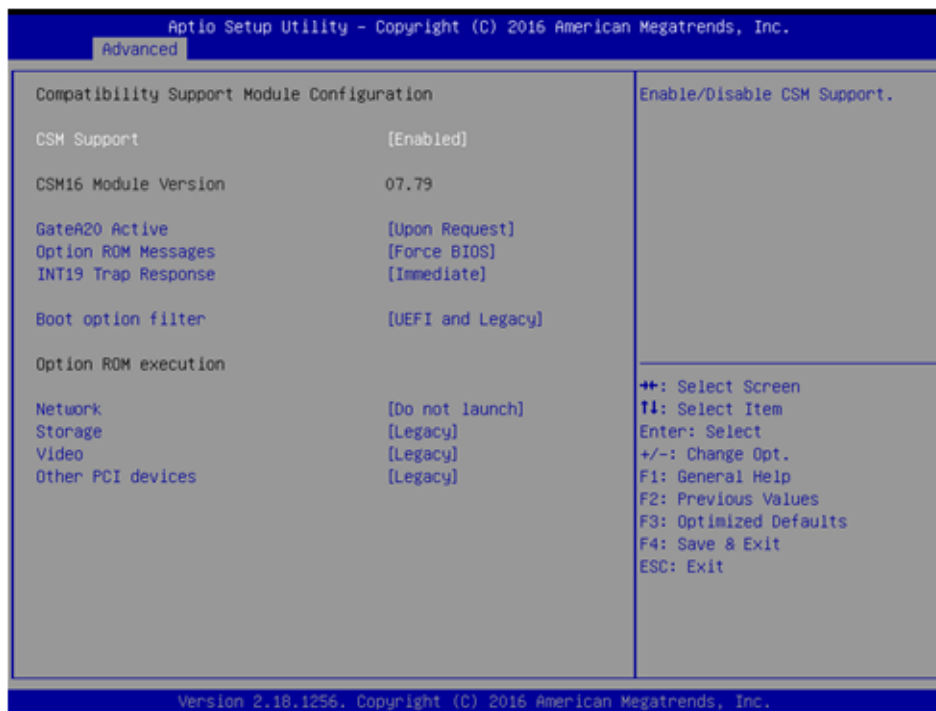 Aptio Setup Utility – Copyright (C) 2016 American Megatrends, Inc.
Advanced
Compatibility Support Module Configuration
CSM Support [Enabled]
CSM16 Module Version 07.79
GateA20 Active [Upon Request]
Option ROM Messages [Force BIOS]
INT19 Trap Response [Immediate]
Boot option filter [UEFI and Legacy]
Option ROM execution
Network [Do not launch]
Storage [Legacy]
Video [Legacy]
Other PCI devices [Legacy]
Enable/Disable CSM Support.
→←: Select Screen
↑↓: Select Item
Enter: Select
+/-: Change Opt.
F1: General Help
F2: Previous Values
F3: Optimized Defaults
F4: Save & Exit
ESC: Exit
Version 2.18.1256. Copyright (C) 2016 American Megatrends, Inc.